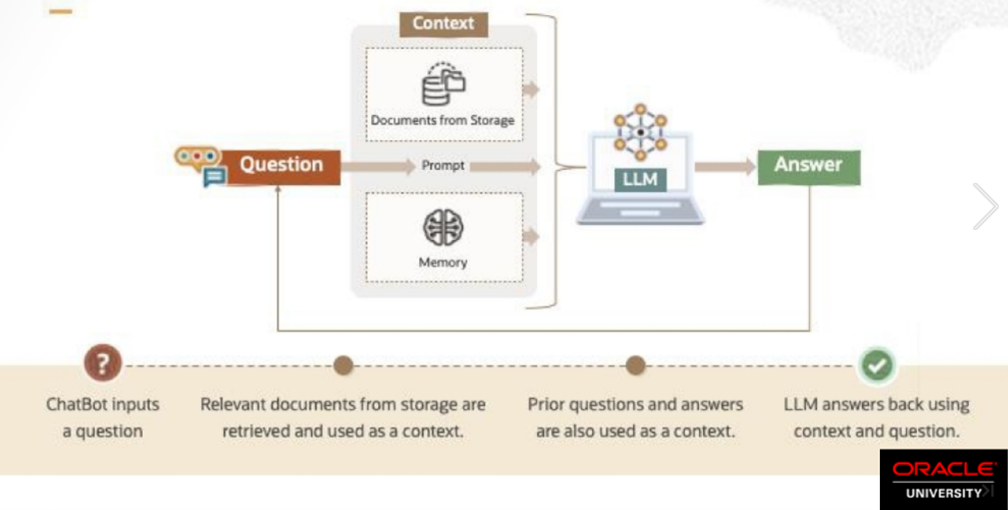 Context
Documents from Storage
Question
Prompt
LLM
Answer
Memory
?
ChatBot inputs
a question
Relevant documents from storage are
retrieved and used as a context.
Prior questions and answers
are also used as a context.
LLM answers back using
context and question.
ORACLE
UNIVERSITY